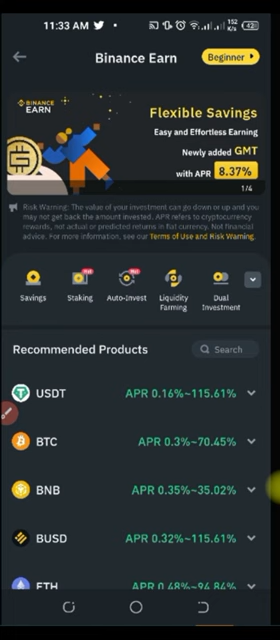 11:33 AM
152 K/s 42
Binance Earn
Beginner
BINANCE
EARN
Flexible Savings
Easy and Effortless Earning
Newly added GMT
with APR 8.37%
1/4
Risk Warning: The value of your investment can go down or up and you
may not get back the amount invested. APR refers to cryptocurrency
rewards, not actual or predicted returns in fiat currency. Not financial
advice. For more information, see our Terms of Use and Risk Warning.
Savings
Hot
Staking
Hot
Auto-Invest
Liquidity
Farming
Dual
Investment
Recommended Products
Search
USDT APR 0.16%~115.61%
BTC APR 0.3%~70.45%
BNB APR 0.35%~35.02%
BUSD APR 0.32%~115.61%
ETH APR 0.48%~94.84%